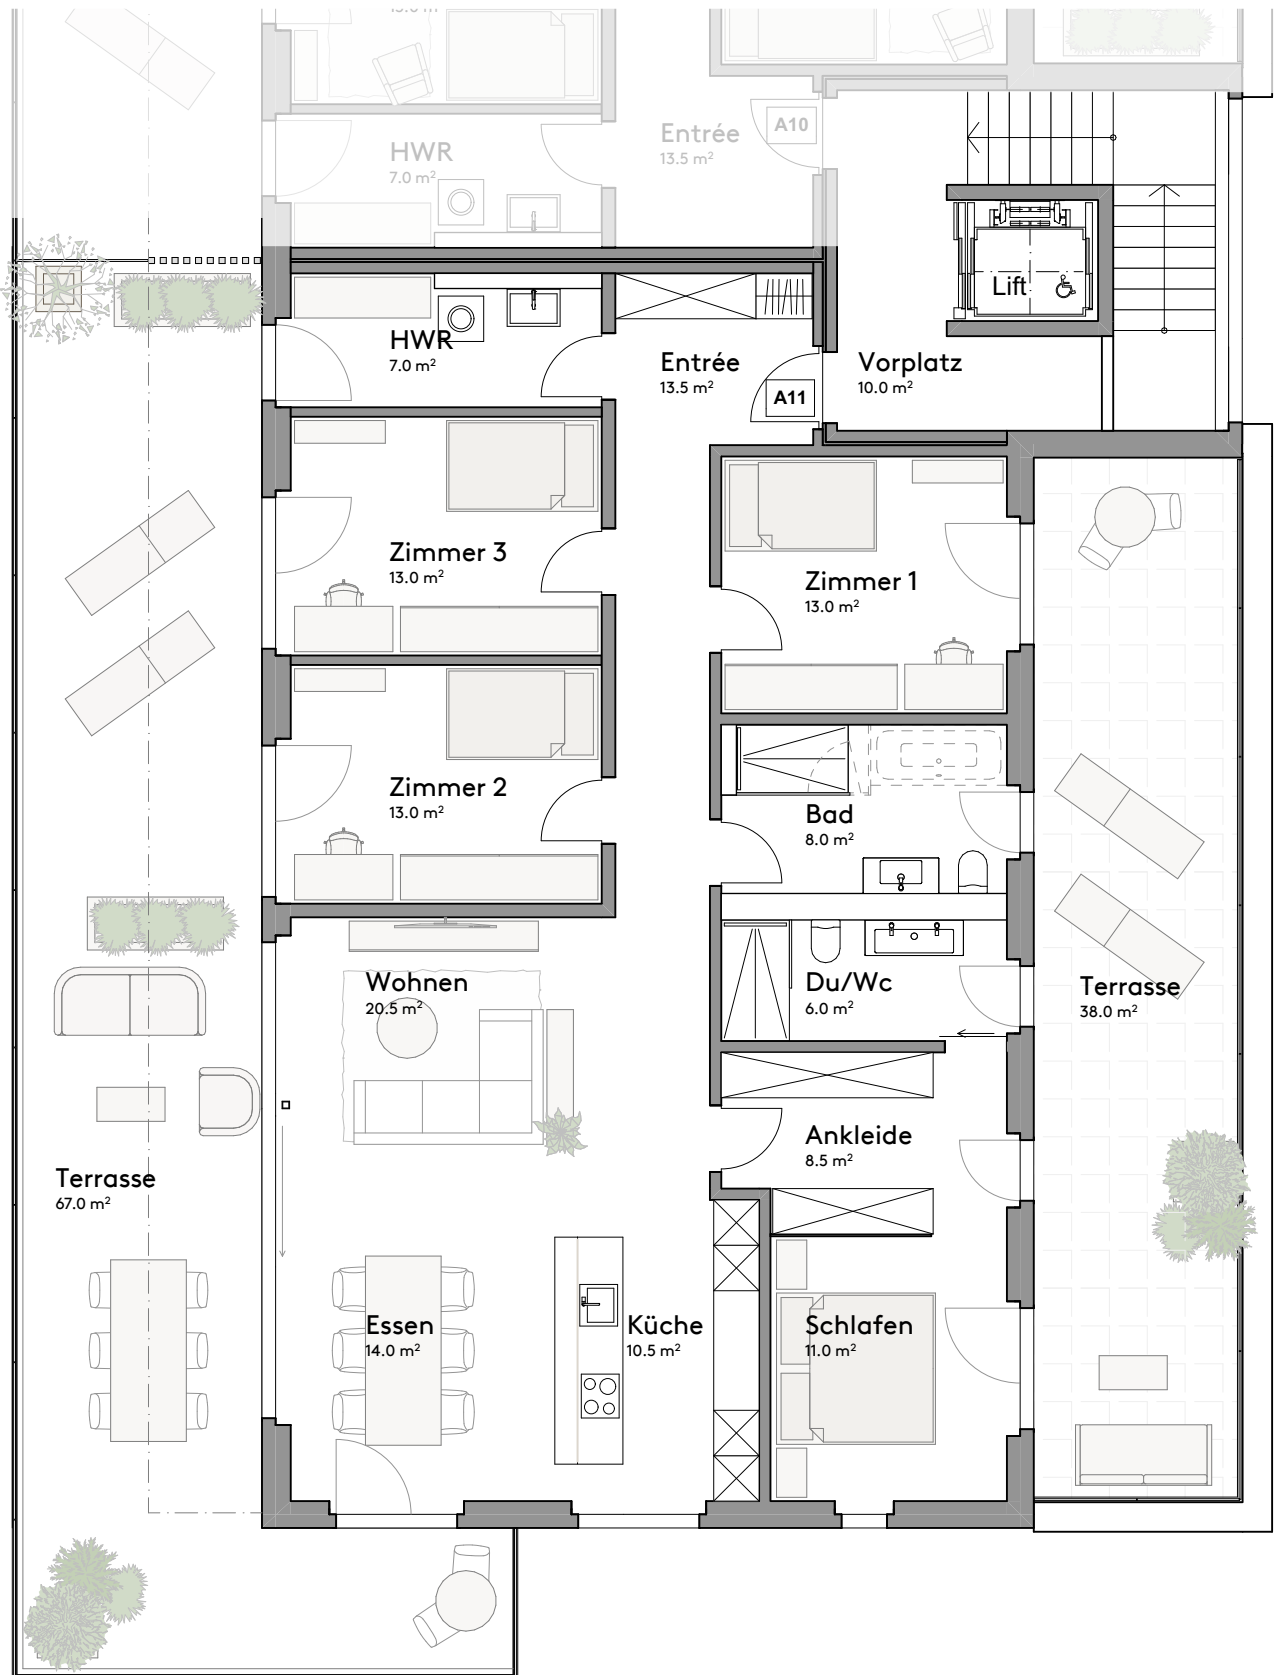 HWR
7.0 m²
Entrée
13.5 m²
A10
Lift
HWR
7.0 m²
Entrée
13.5 m²
A11
Vorplatz
10.0 m²
Zimmer 3
13.0 m²
Zimmer 1
13.0 m²
Zimmer 2
13.0 m²
Bad
8.0 m²
Wohnen
20.5 m²
Du/Wc
6.0 m²
Terrasse
38.0 m²
Ankleide
8.5 m²
Terrasse
67.0 m²
Essen
14.0 m²
Küche
10.5 m²
Schlafen
11.0 m²